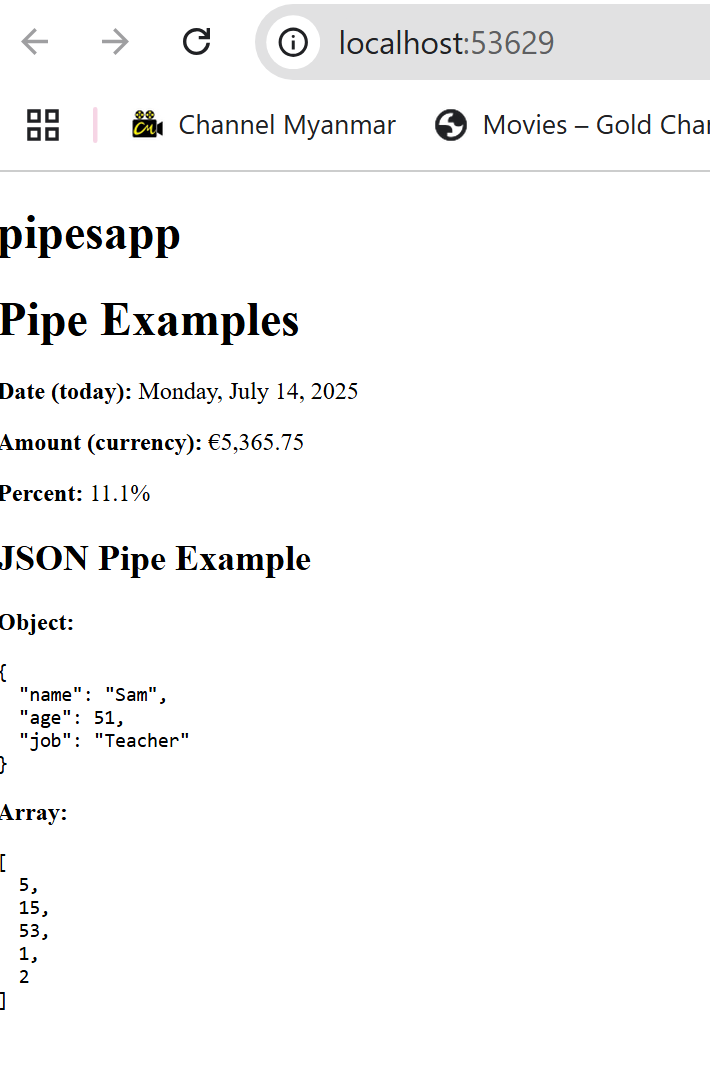 localhost:53629
Channel Myanmar Movies – Gold Char
pipesapp
Pipe Examples
Date (today): Monday, July 14, 2025
Amount (currency): €5,365.75
Percent: 11.1%
JSON Pipe Example
Object:
{
"name": "Sam",
"age": 51,
"job": "Teacher"
}
Array:
[
5,
15,
53,
1,
2
]